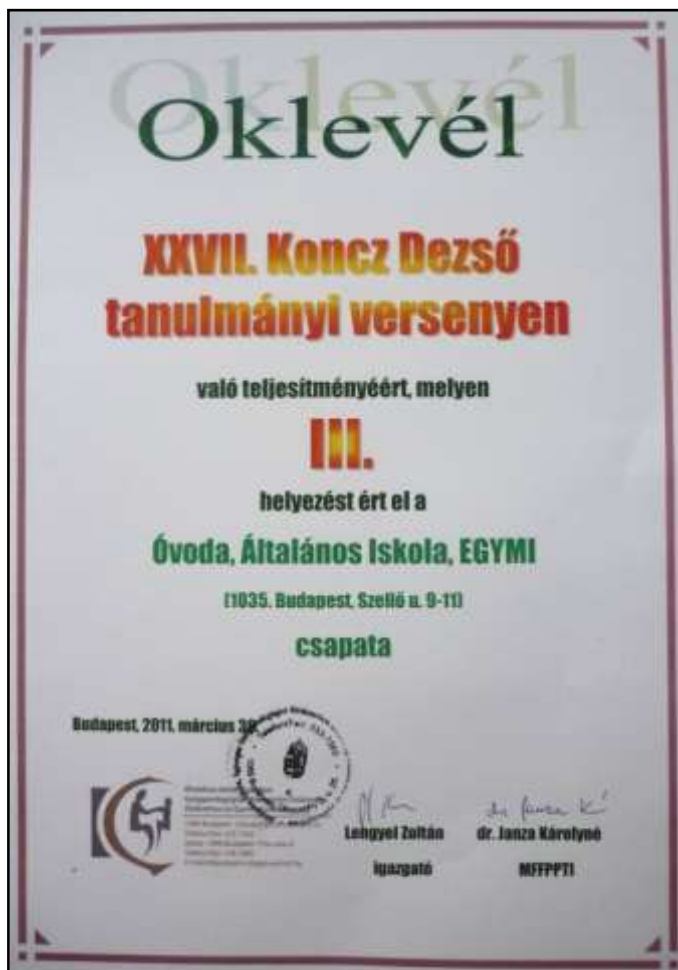 Oklevél
XXVII. Koncz Dezső
tanulmányi versenyen
való teljesítményéért, melyen
III.
helyezést ért el a
Óvoda, Általános Iskola, EGYMI
(1035. Budapest, Szellő u. 9-11)
csapata
Budapest, 2011. március
Lengyel Zoltán
igazgató
dr. Janza Károlyné
MFFPPTI